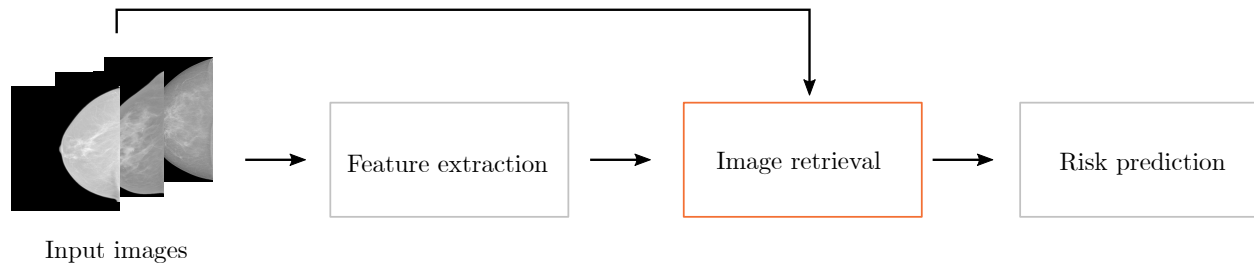 Feature extraction
Image retrieval
Risk prediction
Input images